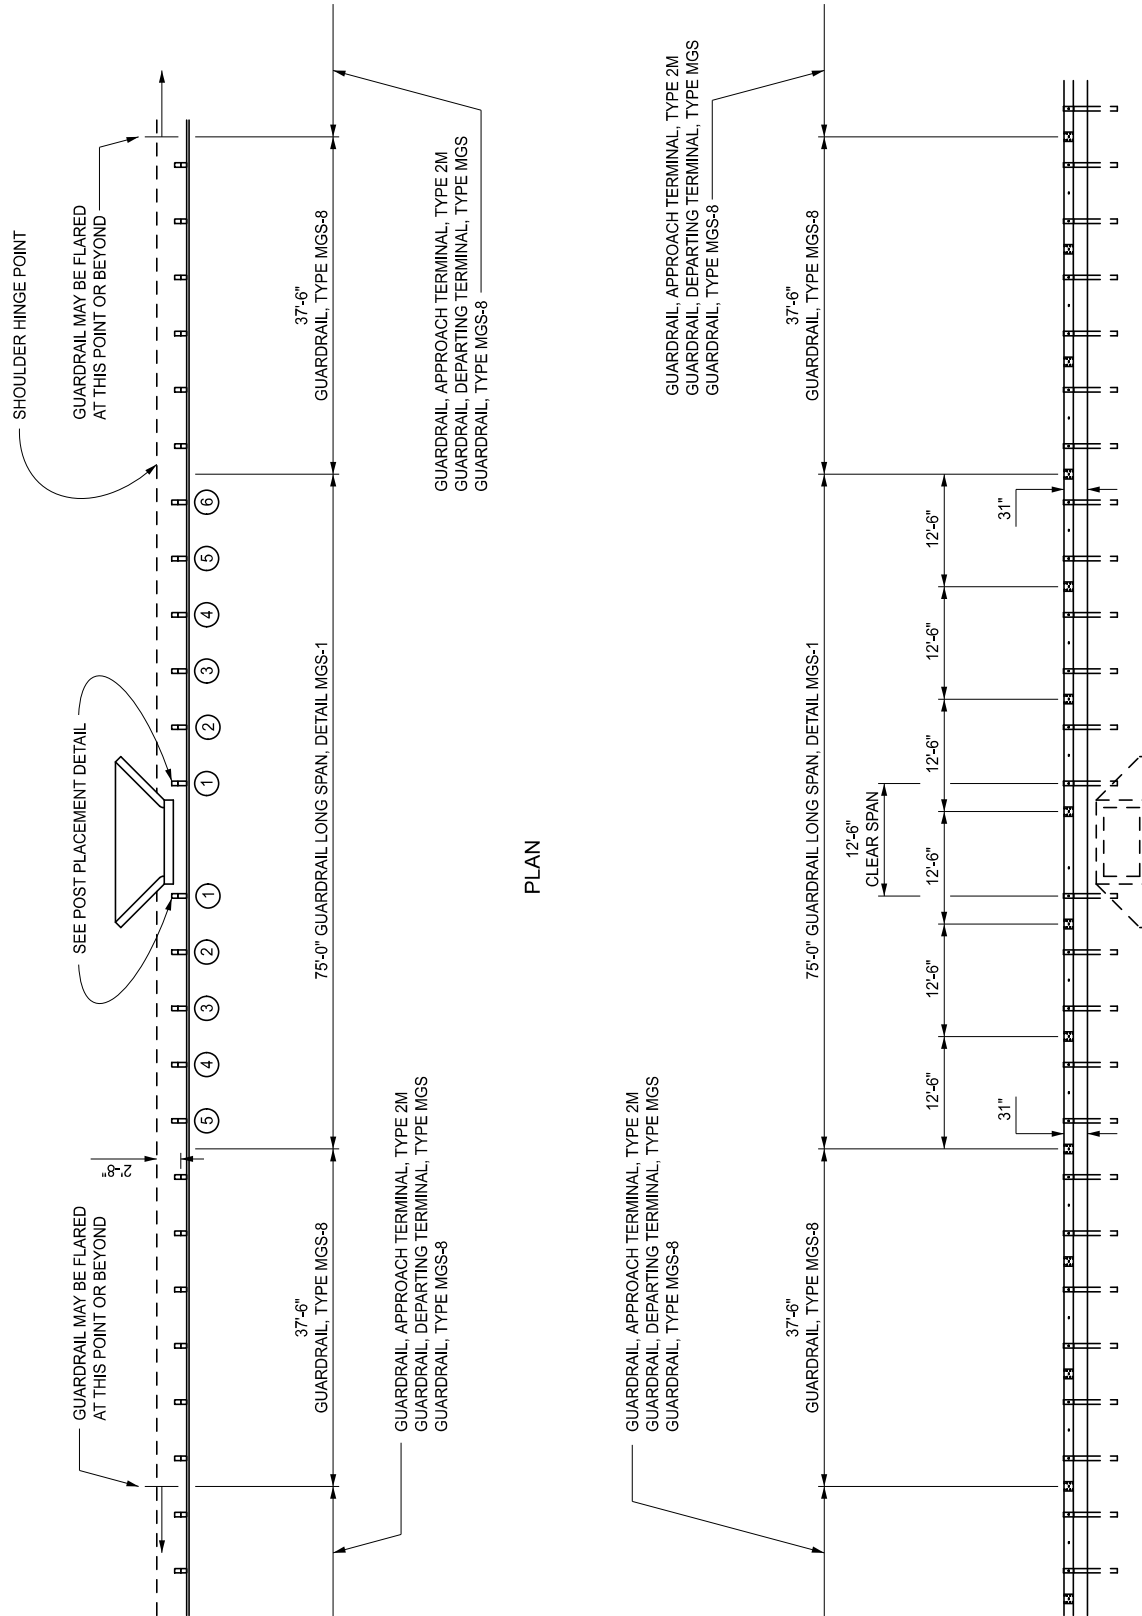 SHOULDER HINGE POINT
GUARDRAIL MAY BE FLARED
AT THIS POINT OR BEYOND
SEE POST PLACEMENT DETAIL
GUARDRAIL MAY BE FLARED
AT THIS POINT OR BEYOND
2'-8"
5
4
3
2
1
1
2
3
4
5
6
37'-6"
GUARDRAIL, TYPE MGS-8
75'-0" GUARDRAIL LONG SPAN, DETAIL MGS-1
37'-6"
GUARDRAIL, TYPE MGS-8
GUARDRAIL, APPROACH TERMINAL, TYPE 2M
GUARDRAIL, DEPARTING TERMINAL, TYPE MGS
GUARDRAIL, TYPE MGS-8
GUARDRAIL, APPROACH TERMINAL, TYPE 2M
GUARDRAIL, DEPARTING TERMINAL, TYPE MGS
GUARDRAIL, TYPE MGS-8
PLAN
GUARDRAIL, APPROACH TERMINAL, TYPE 2M
GUARDRAIL, DEPARTING TERMINAL, TYPE MGS
GUARDRAIL, TYPE MGS-8
GUARDRAIL, APPROACH TERMINAL, TYPE 2M
GUARDRAIL, DEPARTING TERMINAL, TYPE MGS
GUARDRAIL, TYPE MGS-8
37'-6"
GUARDRAIL, TYPE MGS-8
75'-0" GUARDRAIL LONG SPAN, DETAIL MGS-1
37'-6"
GUARDRAIL, TYPE MGS-8
12'-6"
CLEAR SPAN
12'-6"
12'-6"
12'-6"
12'-6"
12'-6"
12'-6"
31"
31"